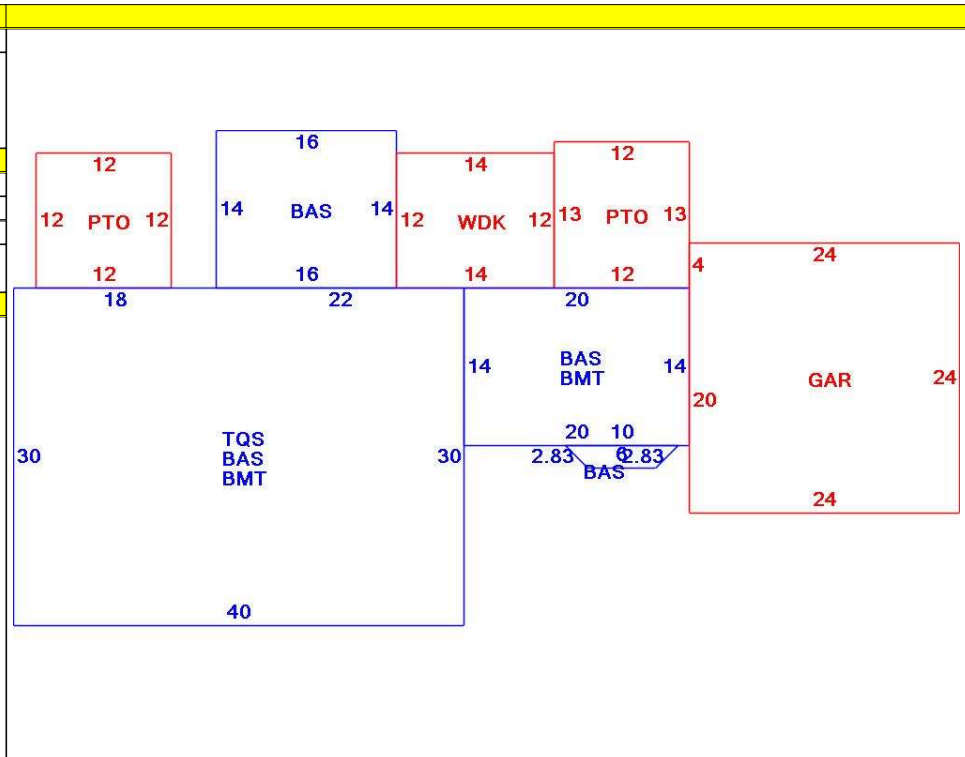 16
14 BAS 14
16
12
12 PTO 12
12
14
12 WDK 12
14
12
13 PTO 13
12
4
24
20 GAR 24
24
18 22
30 30
TQS
BAS
BMT
40
20
14 14
BAS
BMT
20 10
2.83 6 2.83
BAS